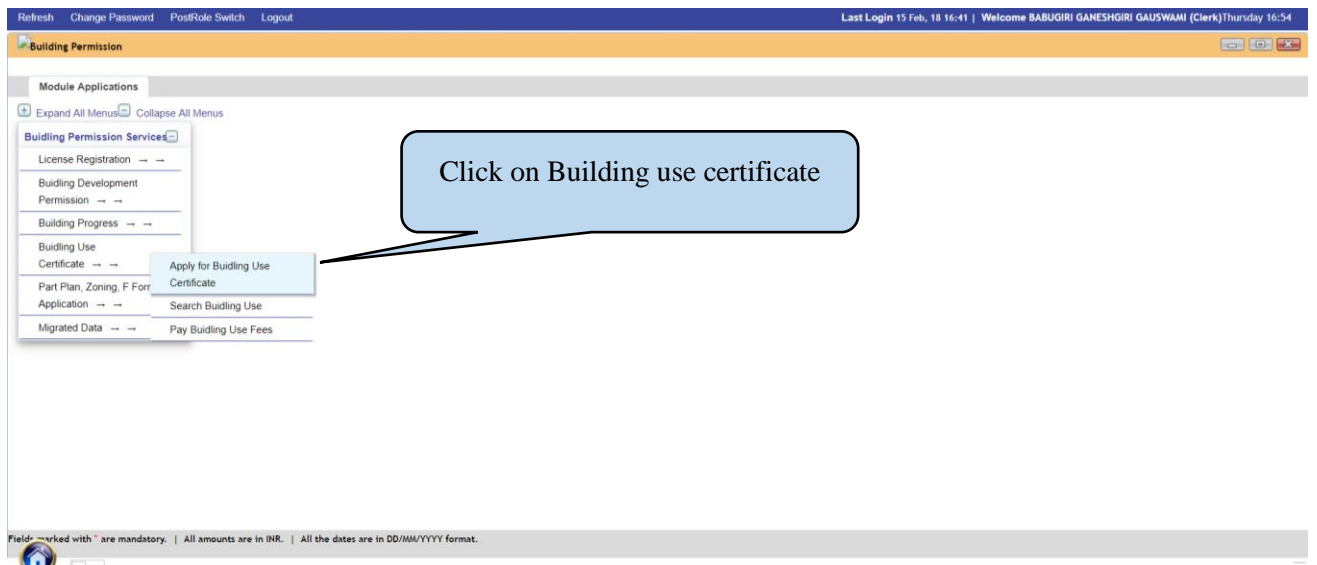 Refresh Change Password PostRole Switch Logout Last Login 15 Feb, 18 16:41 | Welcome BABUGIRI GANESHGIRI GAUSWAMI (Clerk)Thursday 16:54
Building Permission
Module Applications
Expand All Menus Collapse All Menus
Buidling Permission Services
License Registration → →
Buidling Development
Permission → →
Building Progress → →
Buidling Use
Certificate → →
Part Plan, Zoning, F Form
Application → →
Migrated Data → →
Apply for Buidling Use
Certificate
Search Buidling Use
Pay Buidling Use Fees
Click on Building use certificate
Fields marked with * are mandatory. | All amounts are in INR. | All the dates are in DD/MM/YYYY format.